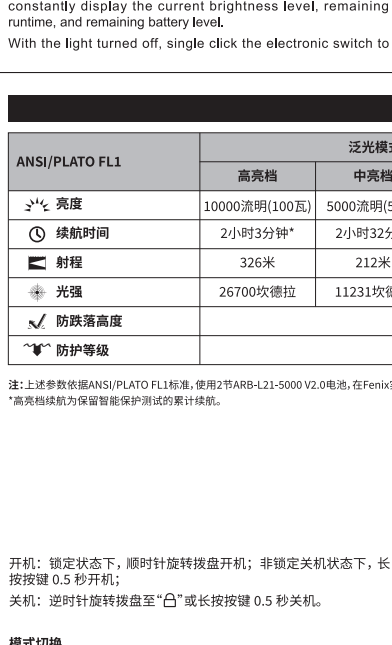 constantly display the current brightness level, remaining
runtime, and remaining battery level.
With the light turned off, single click the electronic switch to
ANSI/PLATO FL1
泛光模式
高亮档 中亮档
亮度 10000流明(100瓦) 5000流明(5
续航时间 2小时3分钟* 2小时32分
射程 326米 212米
光强 26700坎德拉 11231坎德
防跌落高度
防护等级
注:上述参数依据ANSI/PLATO FL1标准，使用2节ARB-L21-5000 V2.0电池，在Fenix
*高亮档续航为保留智能保护测试的累计续航。
开机：锁定状态下，顺时针旋转拨盘开机；非锁定关机状态下，长
按按键 0.5 秒开机；
关机：逆时针旋转拨盘至“”或长按按键 0.5 秒关机。
模式切换